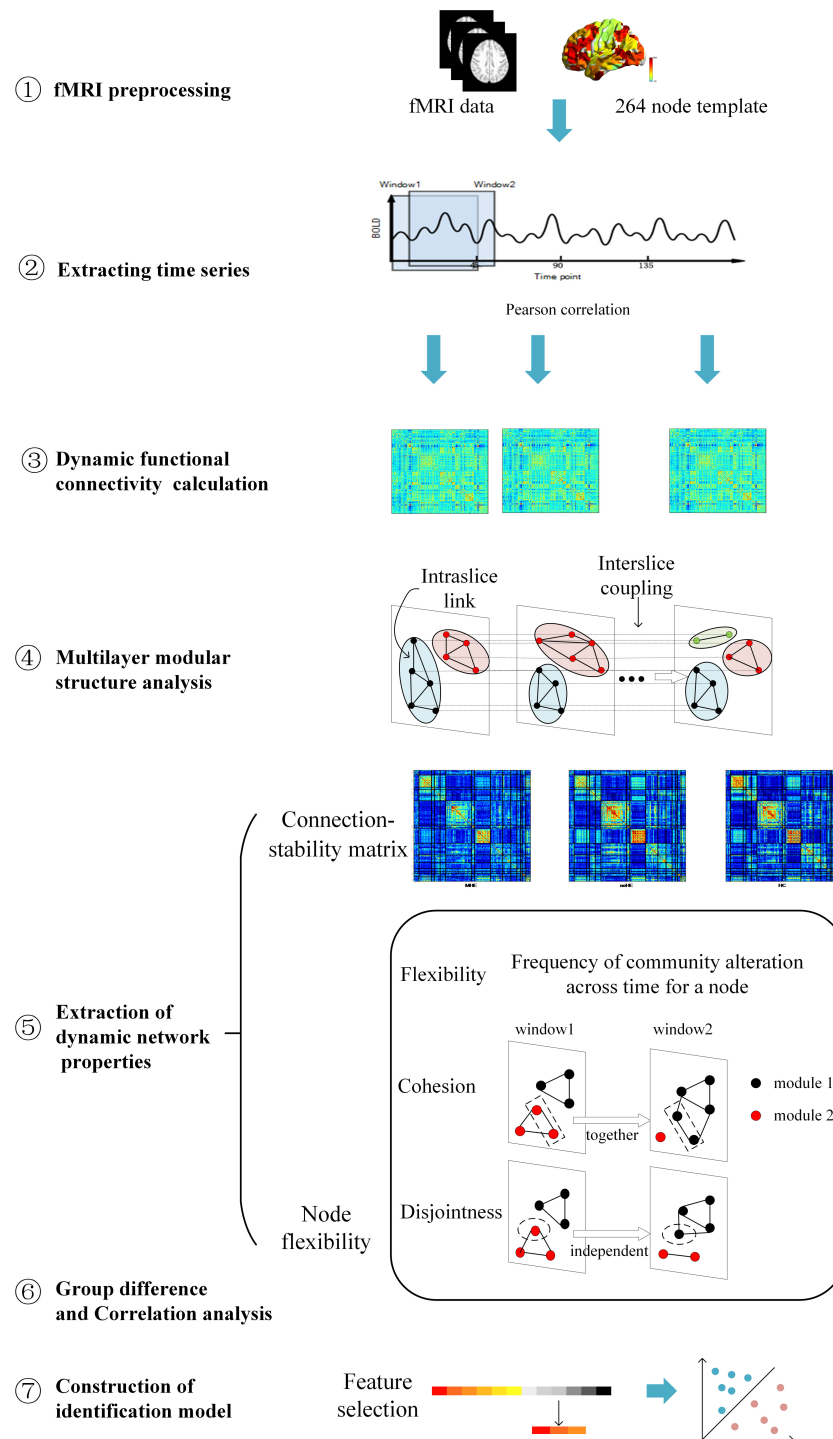 ① fMRI preprocessing
fMRI data
264 node template
Window1
Window2
BOLD
② Extracting time series
45
90
135
Time point
Pearson correlation
③ Dynamic functional
connectivity calculation
Intraslice
link
Interslice
coupling
④ Multilayer modular
structure analysis
Connection-
stability matrix
MHE
noHE
HC
Flexibility
Frequency of community alteration
across time for a node
⑤ Extraction of
dynamic network
properties
window1
window2
Cohesion
together
module 1
module 2
Disjointness
independent
Node
flexibility
⑥ Group difference
and Correlation analysis
⑦ Construction of
identification model
Feature
selection